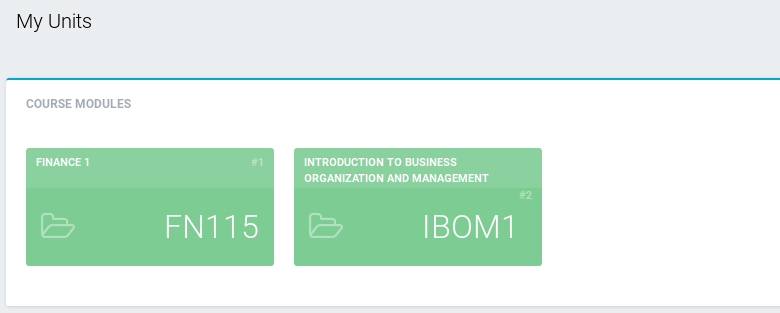 My Units
COURSE MODULES
FINANCE 1 #1
FN115
INTRODUCTION TO BUSINESS
ORGANIZATION AND MANAGEMENT
#2
IBOM1